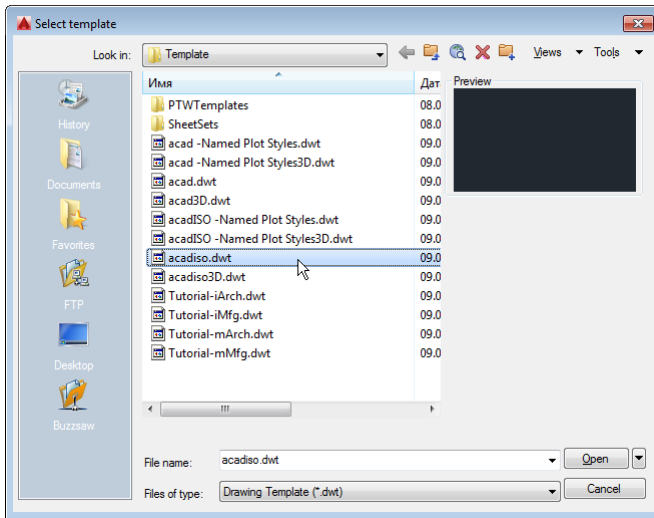 Select template
Look in: Template Views Tools
Имя Дат Preview
PTWTemplates 08.0
SheetSets 08.0
acad -Named Plot Styles.dwt 09.0
acad -Named Plot Styles3D.dwt 09.0
acad.dwt 09.0
acad3D.dwt 09.0
acadISO -Named Plot Styles.dwt 09.0
acadISO -Named Plot Styles3D.dwt 09.0
acadiso.dwt 09.0
acadiso3D.dwt 09.0
Tutorial-iArch.dwt 09.0
Tutorial-iMfg.dwt 09.0
Tutorial-mArch.dwt 09.0
Tutorial-mMfg.dwt 09.0
History
Documents
Favorites
FTP
Desktop
Buzzsaw
File name: acadiso.dwt Open
Files of type: Drawing Template (*.dwt) Cancel